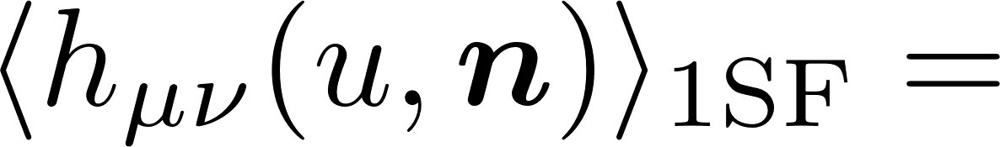 ⟨h_{μν}(u, 𝒏)⟩_{1SF} =